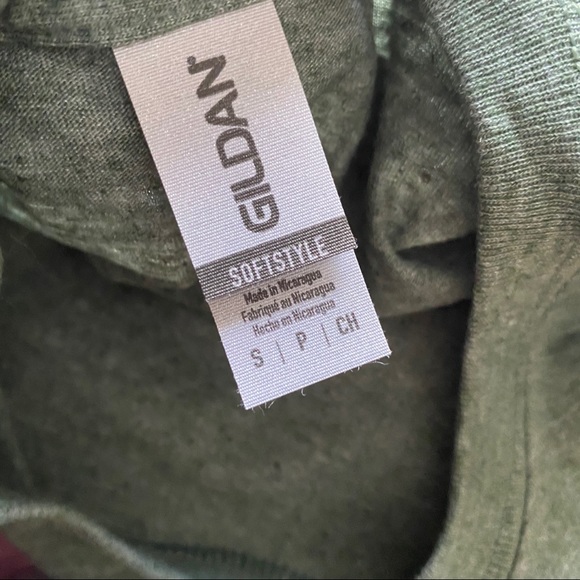 GILDAN®
SOFTSTYLE
Made in Nicaragua
Fabriqué au Nicaragua
Hecho en Nicaragua
S | P | CH